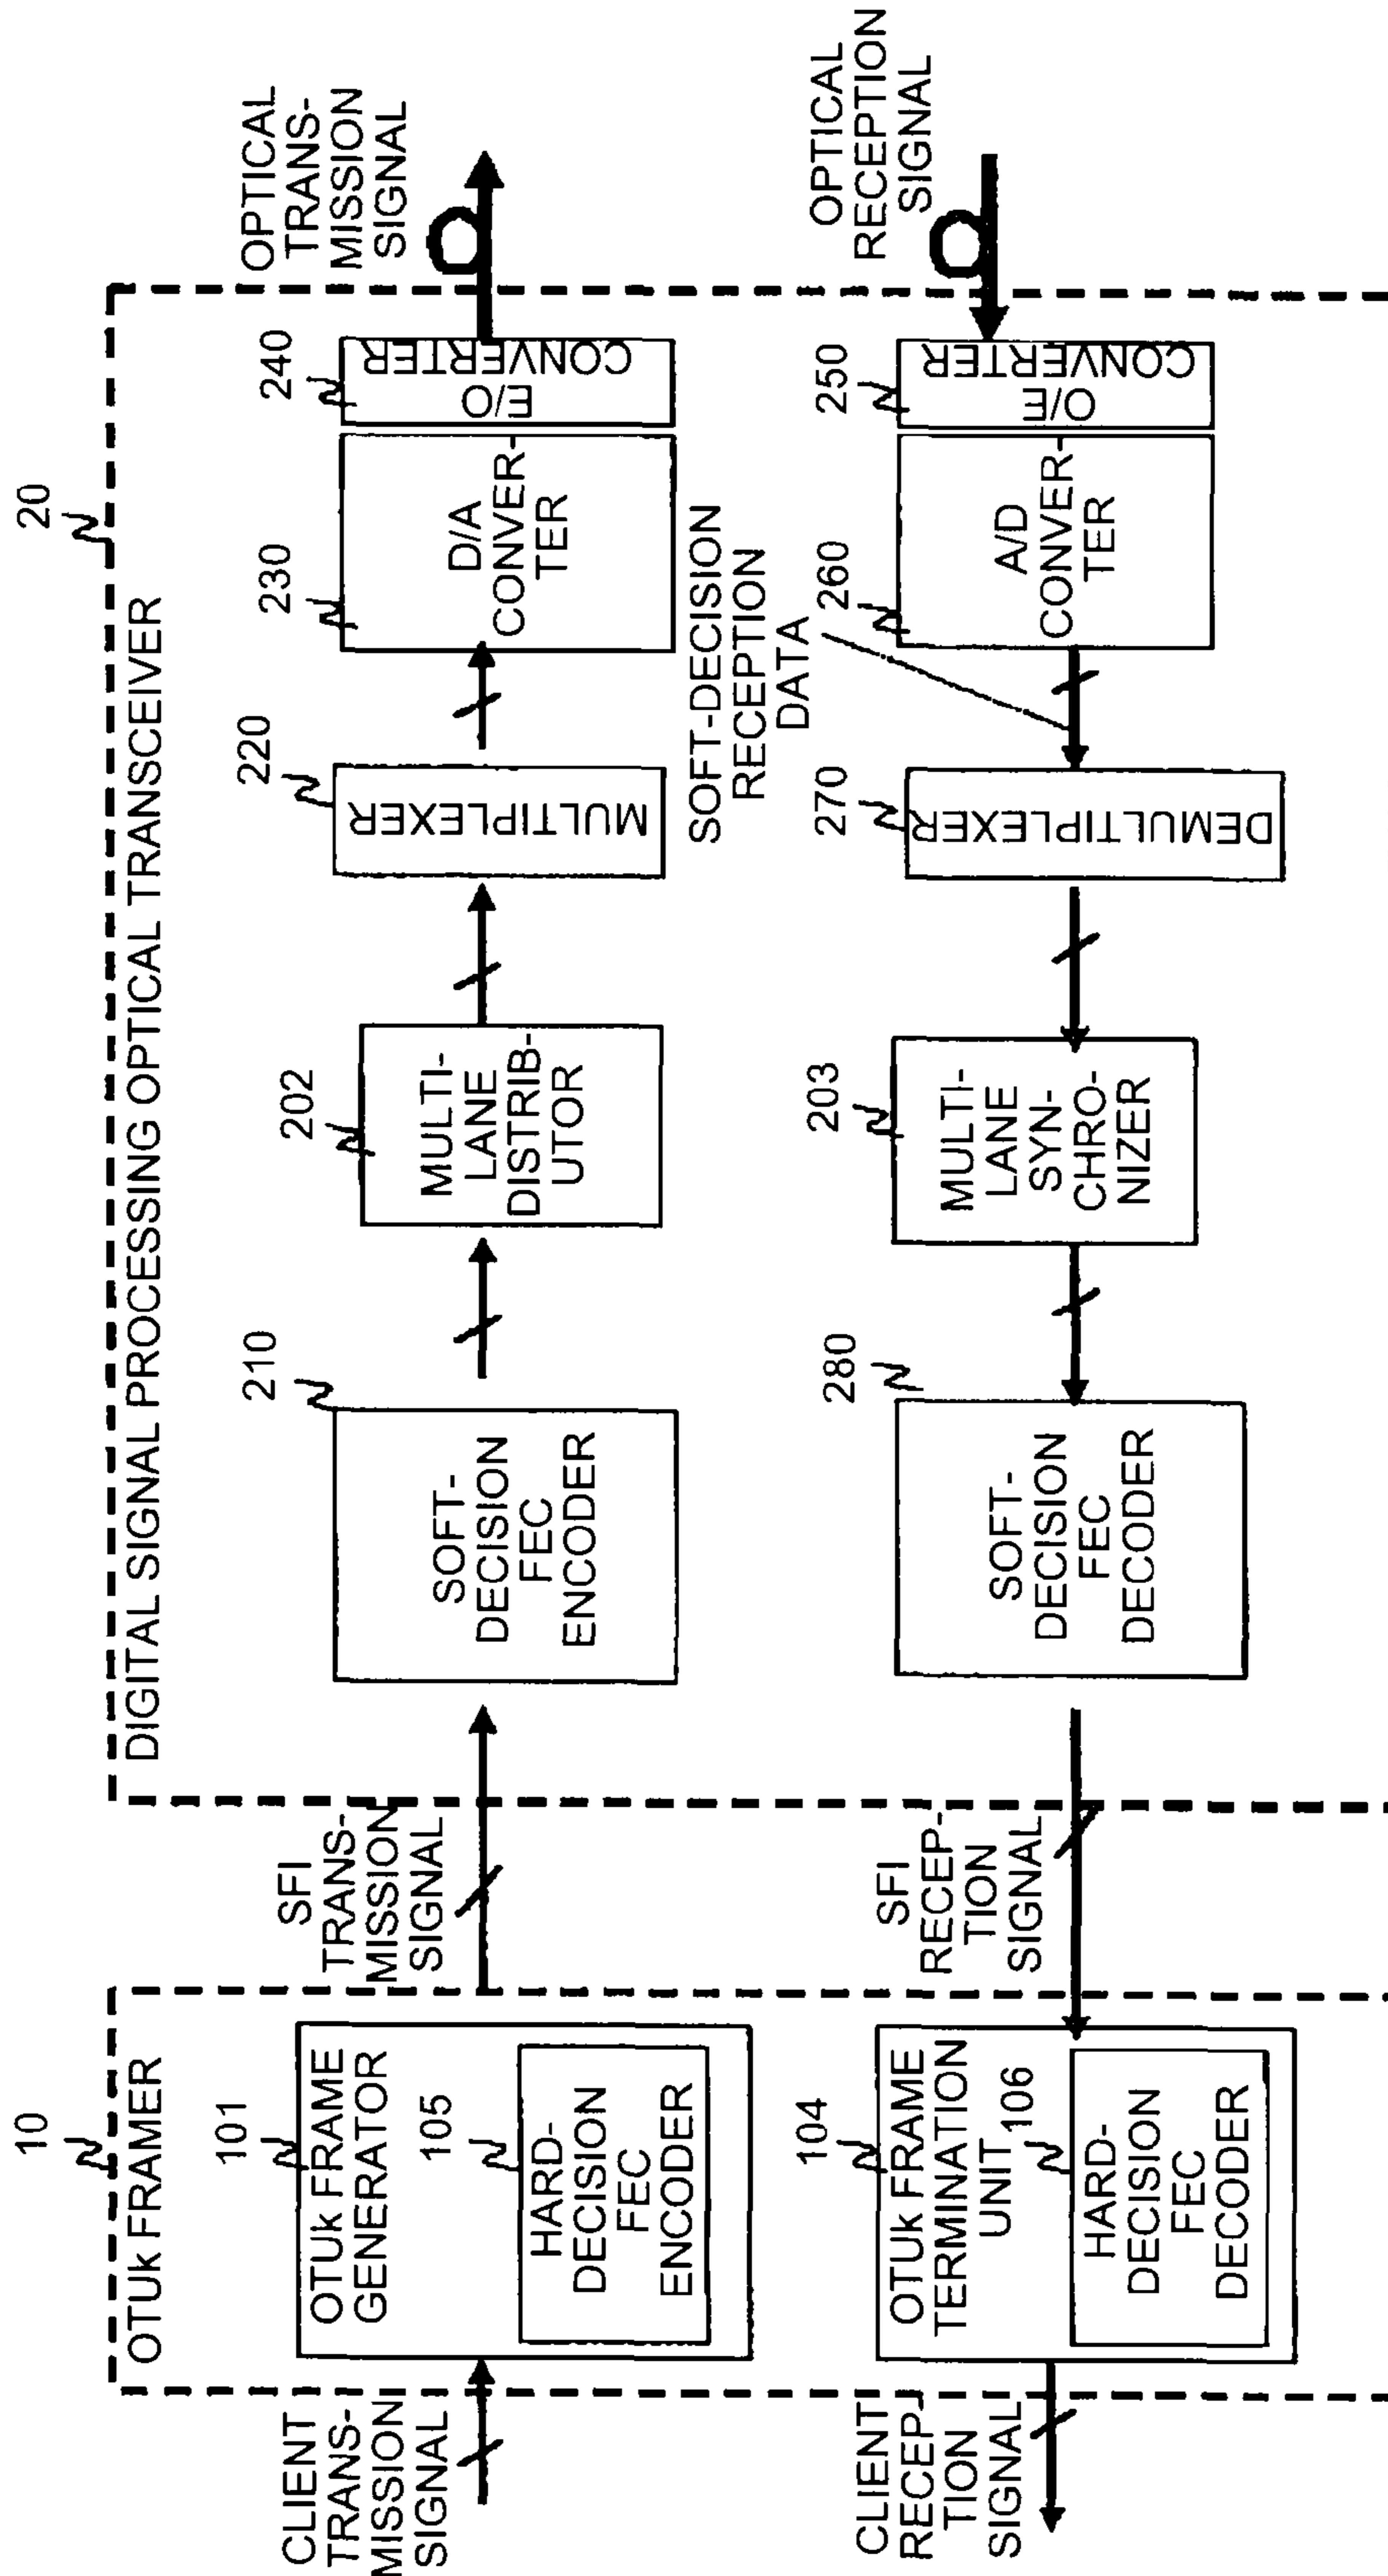 10
OTUk FRAMER
CLIENT
TRANS-
MISSION
SIGNAL
101
OTUk FRAME
GENERATOR
105
HARD-
DECISION
FEC
ENCODER
SFI
TRANS-
MISSION
SIGNAL
20
DIGITAL SIGNAL PROCESSING OPTICAL TRANSCEIVER
210
SOFT-
DECISION
FEC
ENCODER
202
MULTI-
LANE
DISTRIB-
UTOR
220
MULTIPLEXER
230
D/A
CONVER-
TER
240
E/O
CONVERTER
OPTICAL
TRANS-
MISSION
SIGNAL
CLIENT
RECEP-
TION
SIGNAL
104
OTUk FRAME
TERMINATION
UNIT
106
HARD-
DECISION
FEC
DECODER
SFI
RECEP-
TION
SIGNAL
280
SOFT-
DECISION
FEC
DECODER
203
MULTI-
LANE
SYN-
CHRO-
NIZER
270
DEMULTIPLEXER
SOFT-DECISION
RECEPTION
DATA
260
A/D
CONVER-
TER
250
O/E
CONVERTER
OPTICAL
RECEPTION
SIGNAL